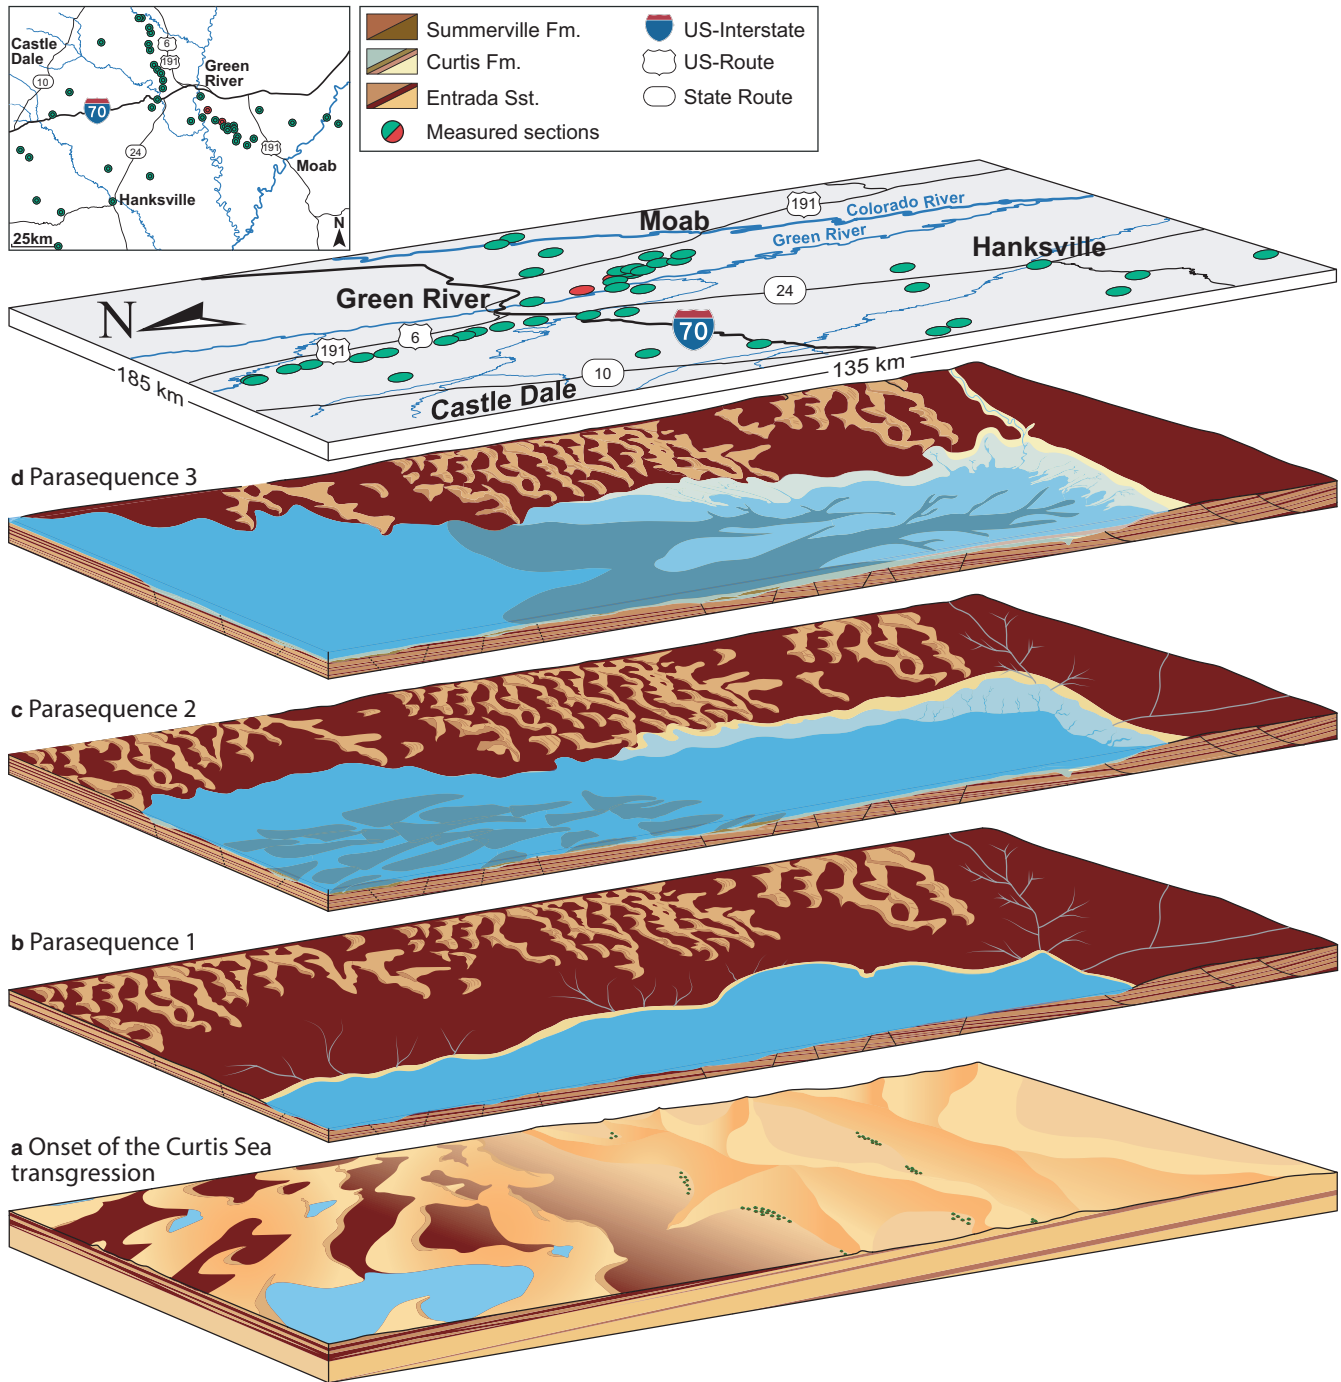 Castle
Dale
6
191
Green
River
10
70
24
191
Moab
Hanksville
25km
N
Summerville Fm.
Curtis Fm.
Entrada Sst.
Measured sections
70
US-Interstate
US-Route
State Route
191
Colorado River
Moab
Green River
Hanksville
Green River
24
N
70
6
191
10
185 km
135 km
Castle Dale
d Parasequence 3
c Parasequence 2
b Parasequence 1
a Onset of the Curtis Sea
transgression